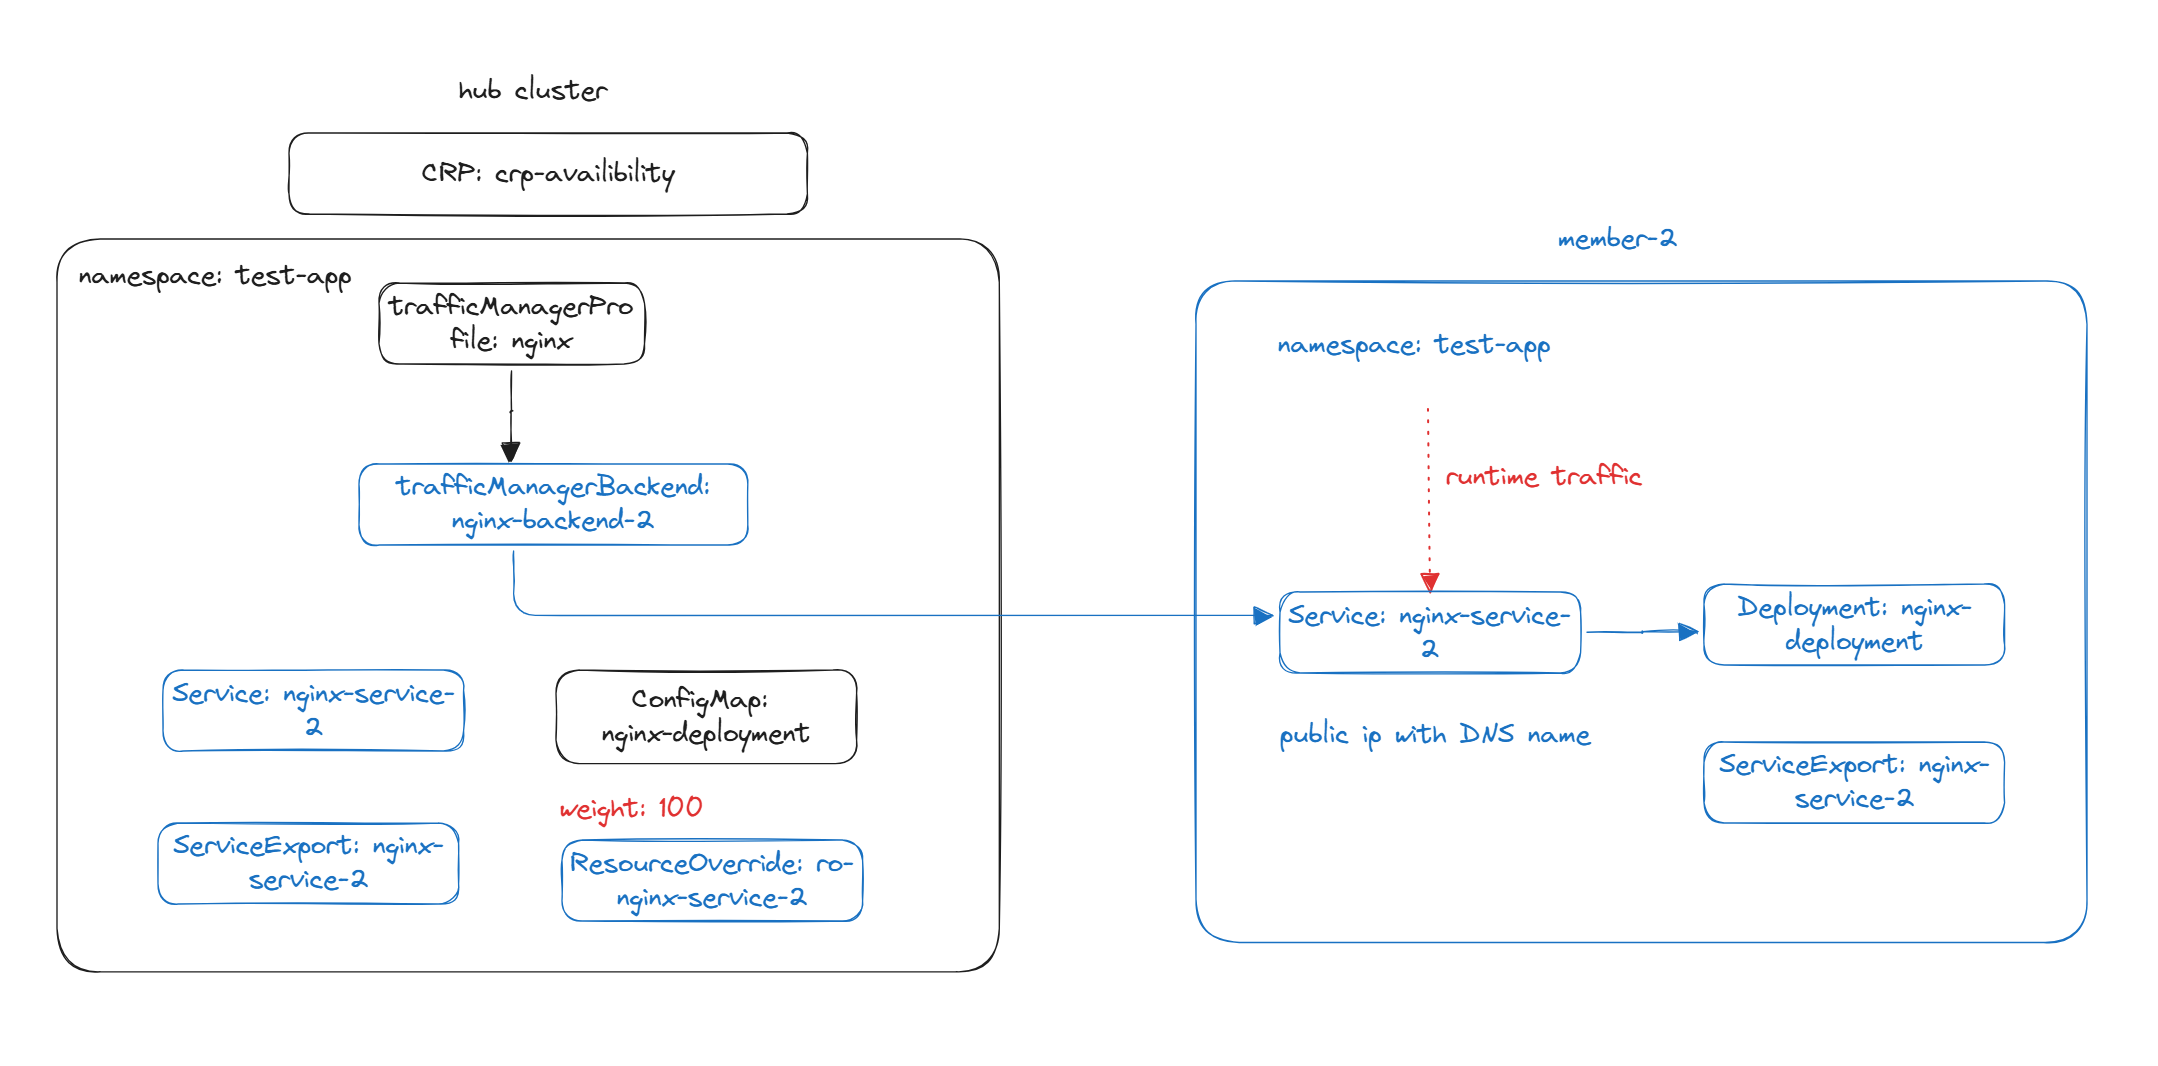 hub cluster
CRP: crp-availibility
namespace: test-app
trafficManagerPro
file: nginx
trafficManagerBackend:
nginx-backend-2
Service: nginx-service-
2
ConfigMap:
nginx-deployment
weight: 100
ServiceExport: nginx-
service-2
ResourceOverride: ro-
nginx-service-2
member-2
namespace: test-app
runtime traffic
Service: nginx-service-
2
Deployment: nginx-
deployment
public ip with DNS name
ServiceExport: nginx-
service-2